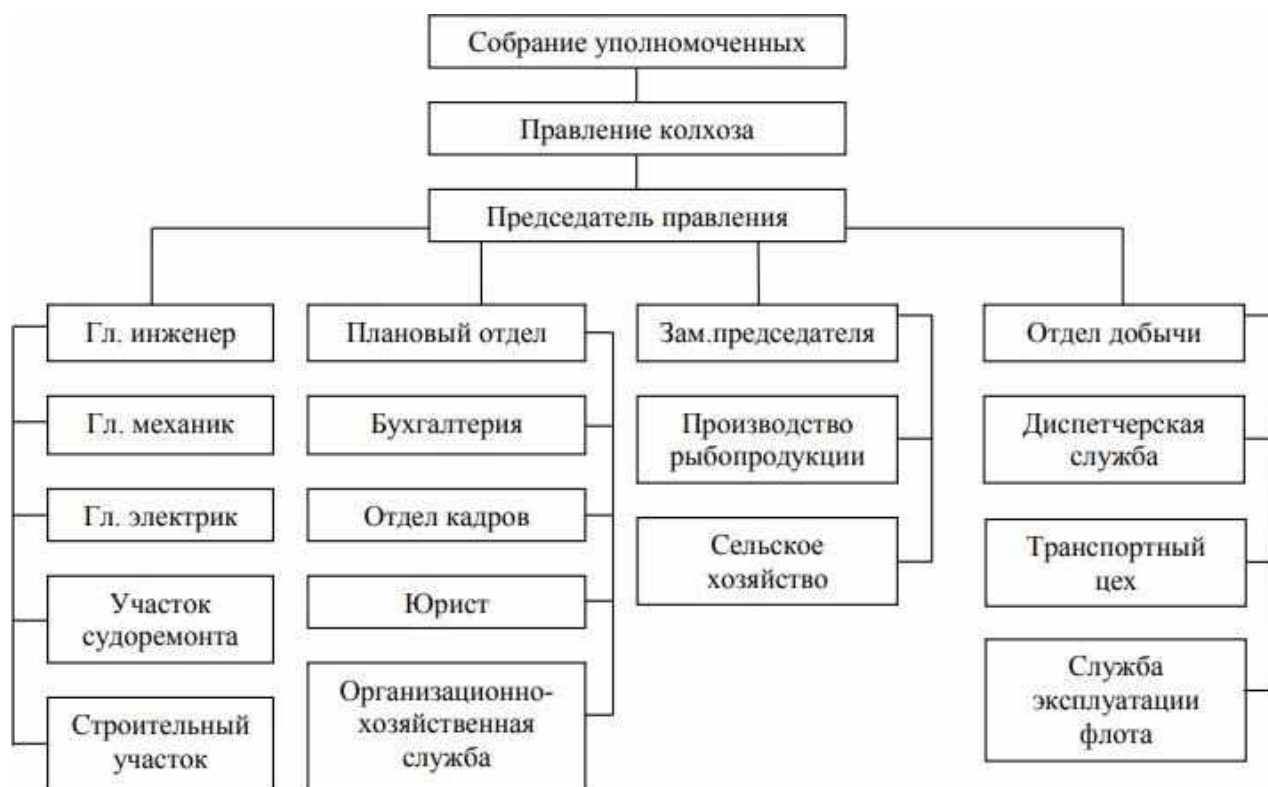 Собрание уполномоченных
Правление колхоза
Председатель правления
Гл. инженер
Гл. механик
Гл. электрик
Участок
судоремонта
Строительный
участок
Плановый отдел
Бухгалтерия
Отдел кадров
Юрист
Организационно-
хозяйственная
служба
Зам.председателя
Производство
рыбопродукции
Сельское
хозяйство
Отдел добычи
Диспетчерская
служба
Транспортный
цех
Служба
эксплуатации
флота